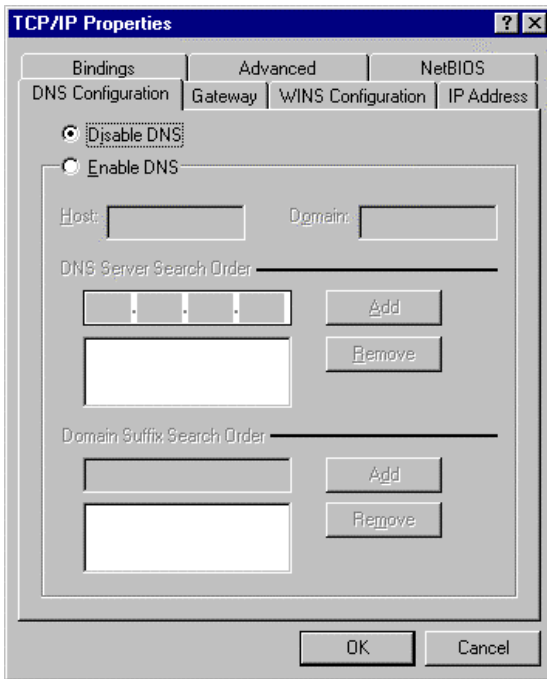 TCP/IP Properties ? X
Bindings Advanced NetBIOS
DNS Configuration Gateway WINS Configuration IP Address
Disable DNS
Enable DNS
Host: Domain:
DNS Server Search Order
. . . Add
Remove
Domain Suffix Search Order
Add
Remove
OK Cancel